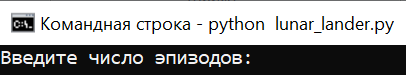 Командная строка - python  lunar_lander.py
Введите число эпизодов: